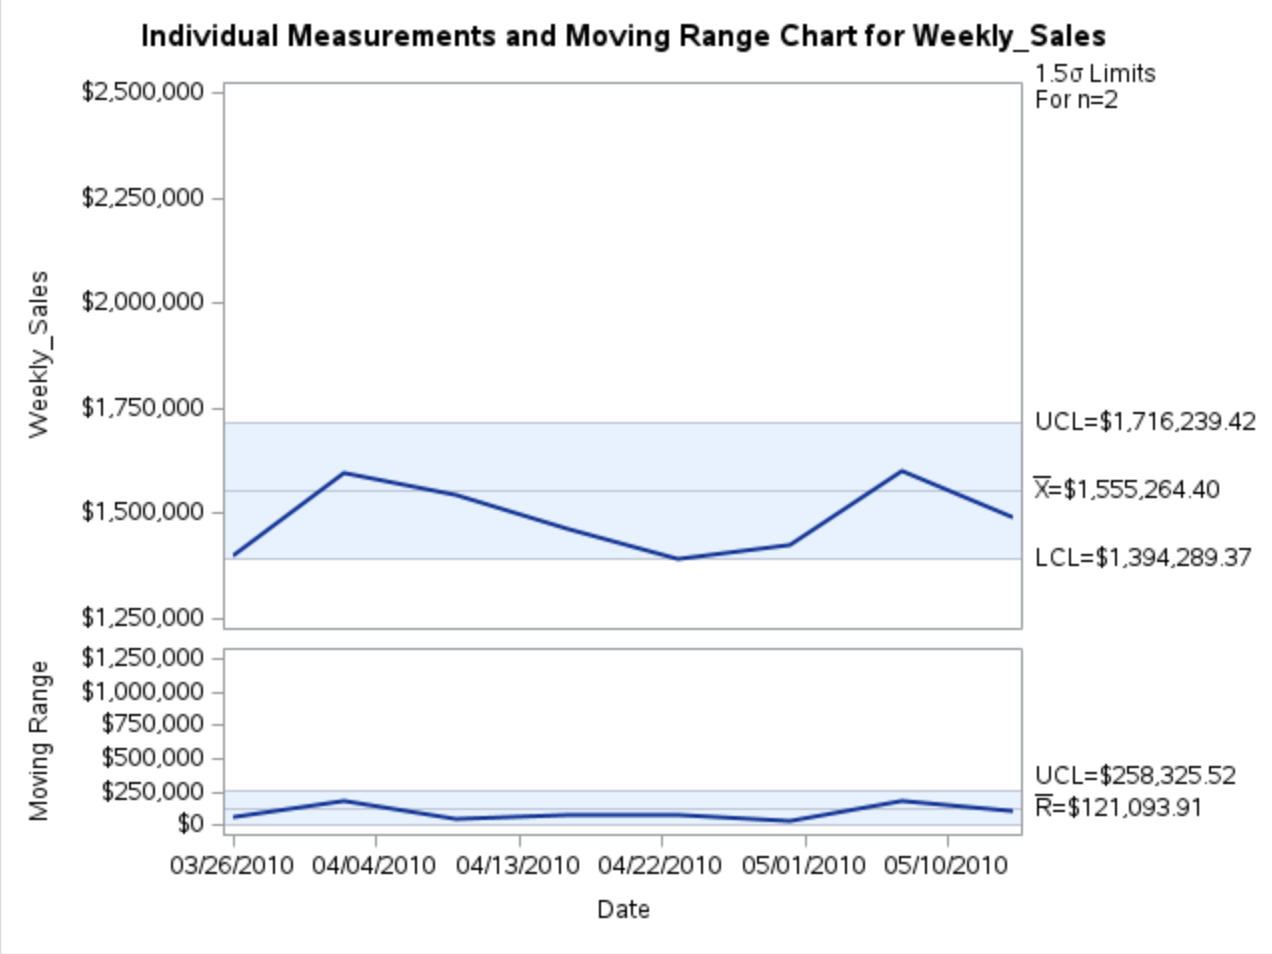 Individual Measurements and Moving Range Chart for Weekly_Sales
1.5σ Limits
For n=2
$2,500,000
$2,250,000
$2,000,000
$1,750,000
$1,500,000
$1,250,000
Weekly_Sales
UCL=$1,716,239.42
X̅=$1,555,264.40
LCL=$1,394,289.37
$1,250,000
$1,000,000
$750,000
$500,000
$250,000
$0
Moving Range
UCL=$258,325.52
R̅=$121,093.91
03/26/2010 04/04/2010 04/13/2010 04/22/2010 05/01/2010 05/10/2010
Date